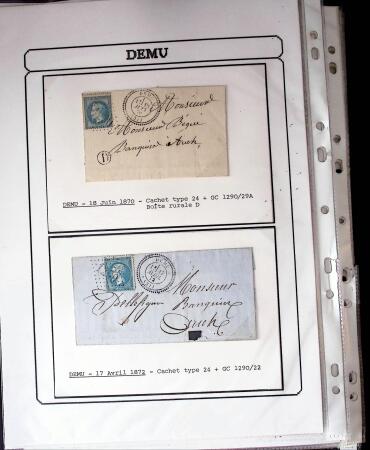 DEMU
Monsieur
Monsieur Bégué
Banquier à Auch
DEMU - 18 Juin 1870 - Cachet type 24 + GC 1290/29A
Boîte rurale D
Monsieur
Banquier
Auch
DEMU - 17 Avril 1872 - Cachet type 24 + GC 1290/22